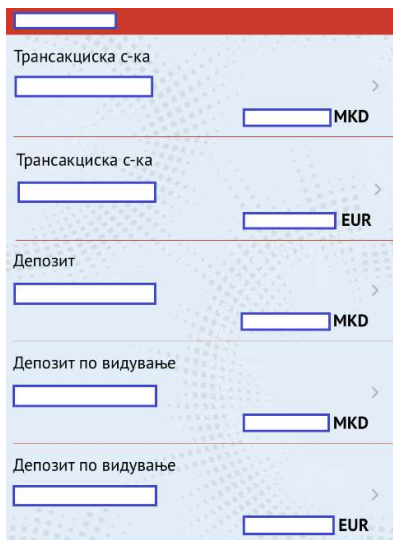 Трансакциска с-ка
MKD
Трансакциска с-ка
EUR
Депозит
MKD
Депозит по видување
MKD
Депозит по видување
EUR